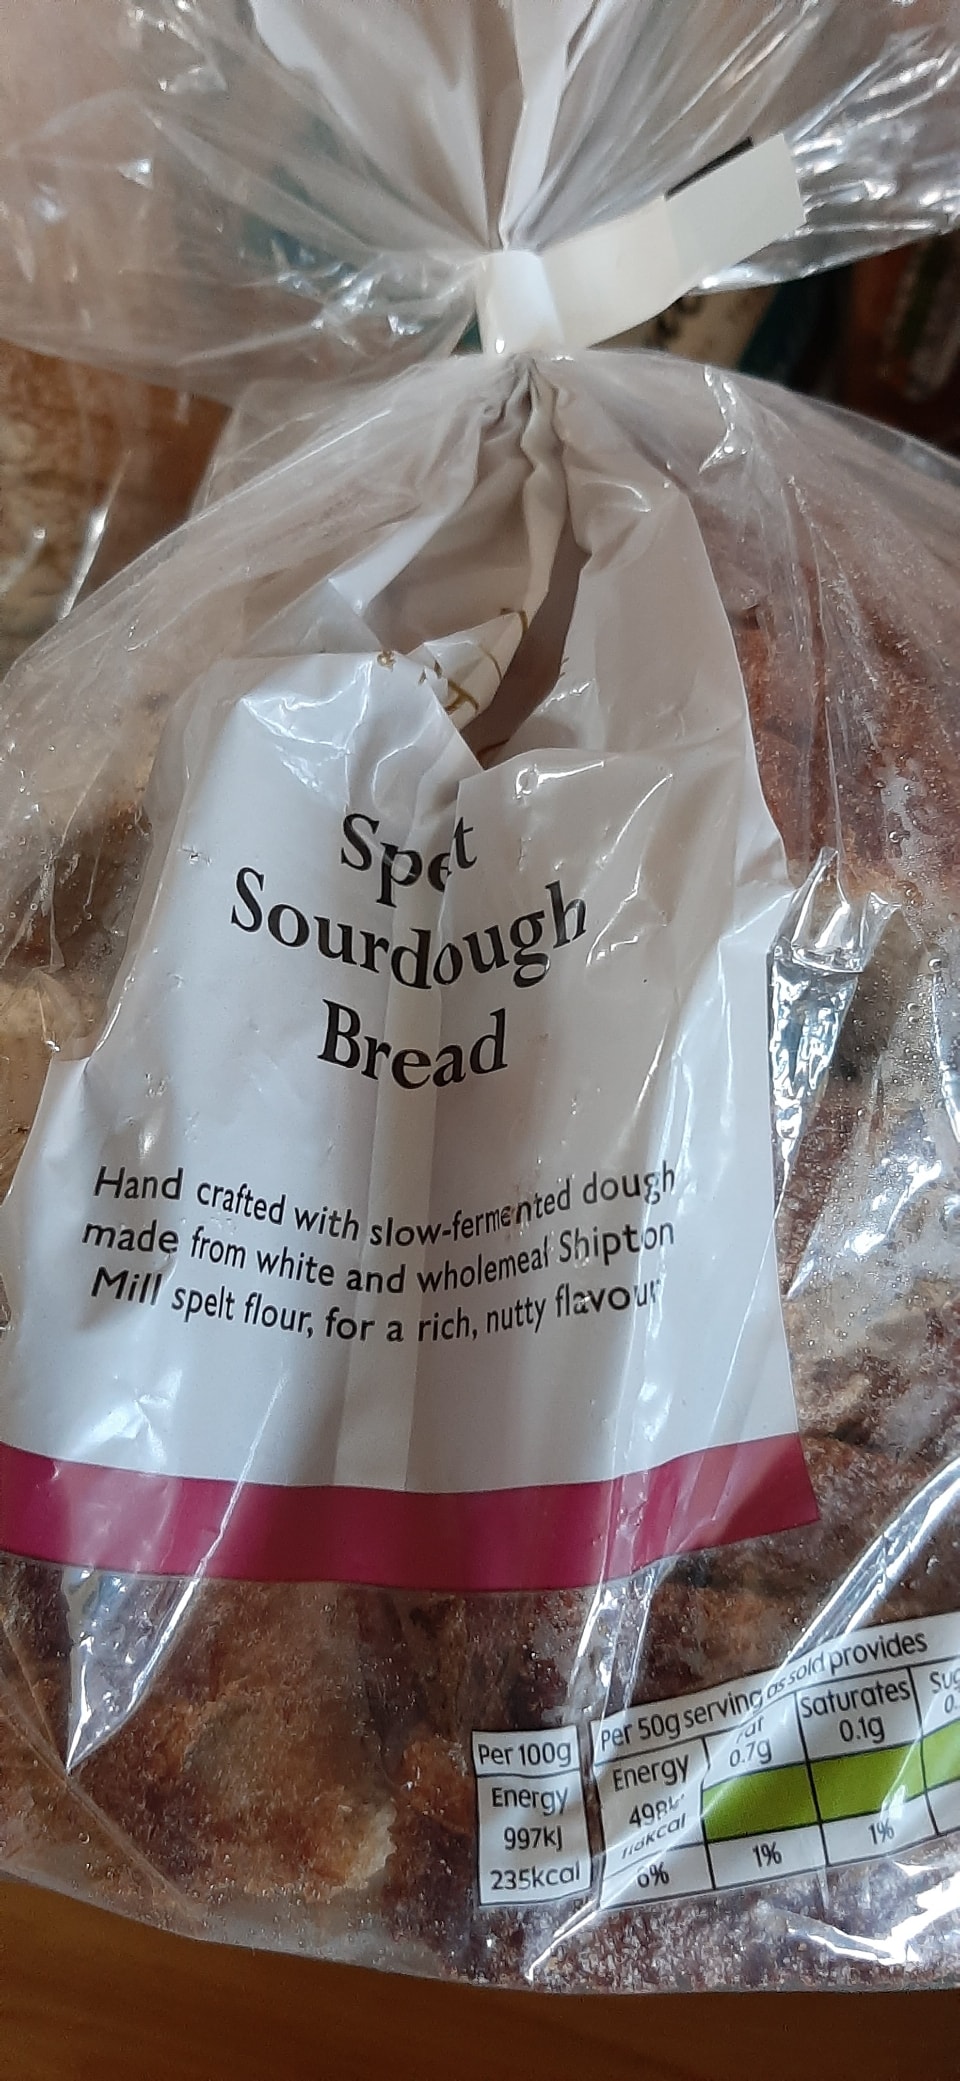 Spelt
Sourdough
Bread
Hand crafted with slow-fermented dough
made from white and wholemeal Shipton
Mill spelt flour, for a rich, nutty flavour
Per 50g serving as sold provides
Per 100g
Energy
997kJ
235kcal
Energy
6%
Fat
0.7g
1%
Saturates
0.1g
1%